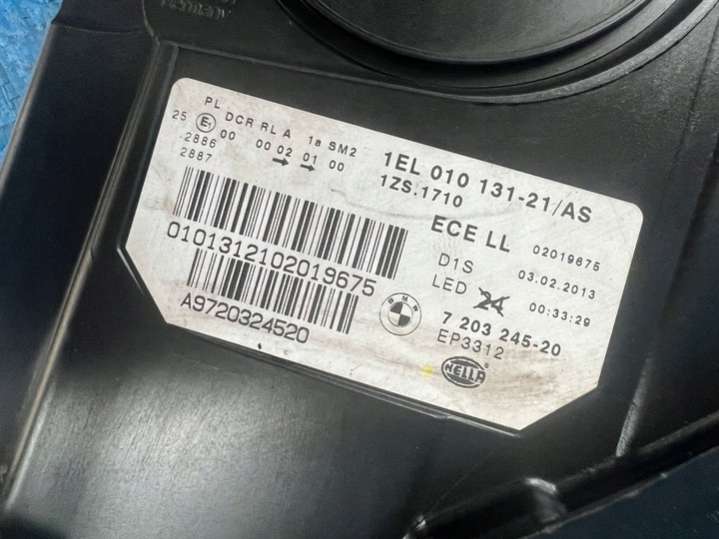 PL DCR RL A 1a SM2
25 E1 00 00 02 01 00
.2886
2887
1EL 010 131-21/AS
1ZS.1710
ECE LL 02019675
D1S 03.02.2013
LED 24 00:33:29
0101312102019675
A9720324520
BMW
7 203 245-20
EP3312
HELLA ®